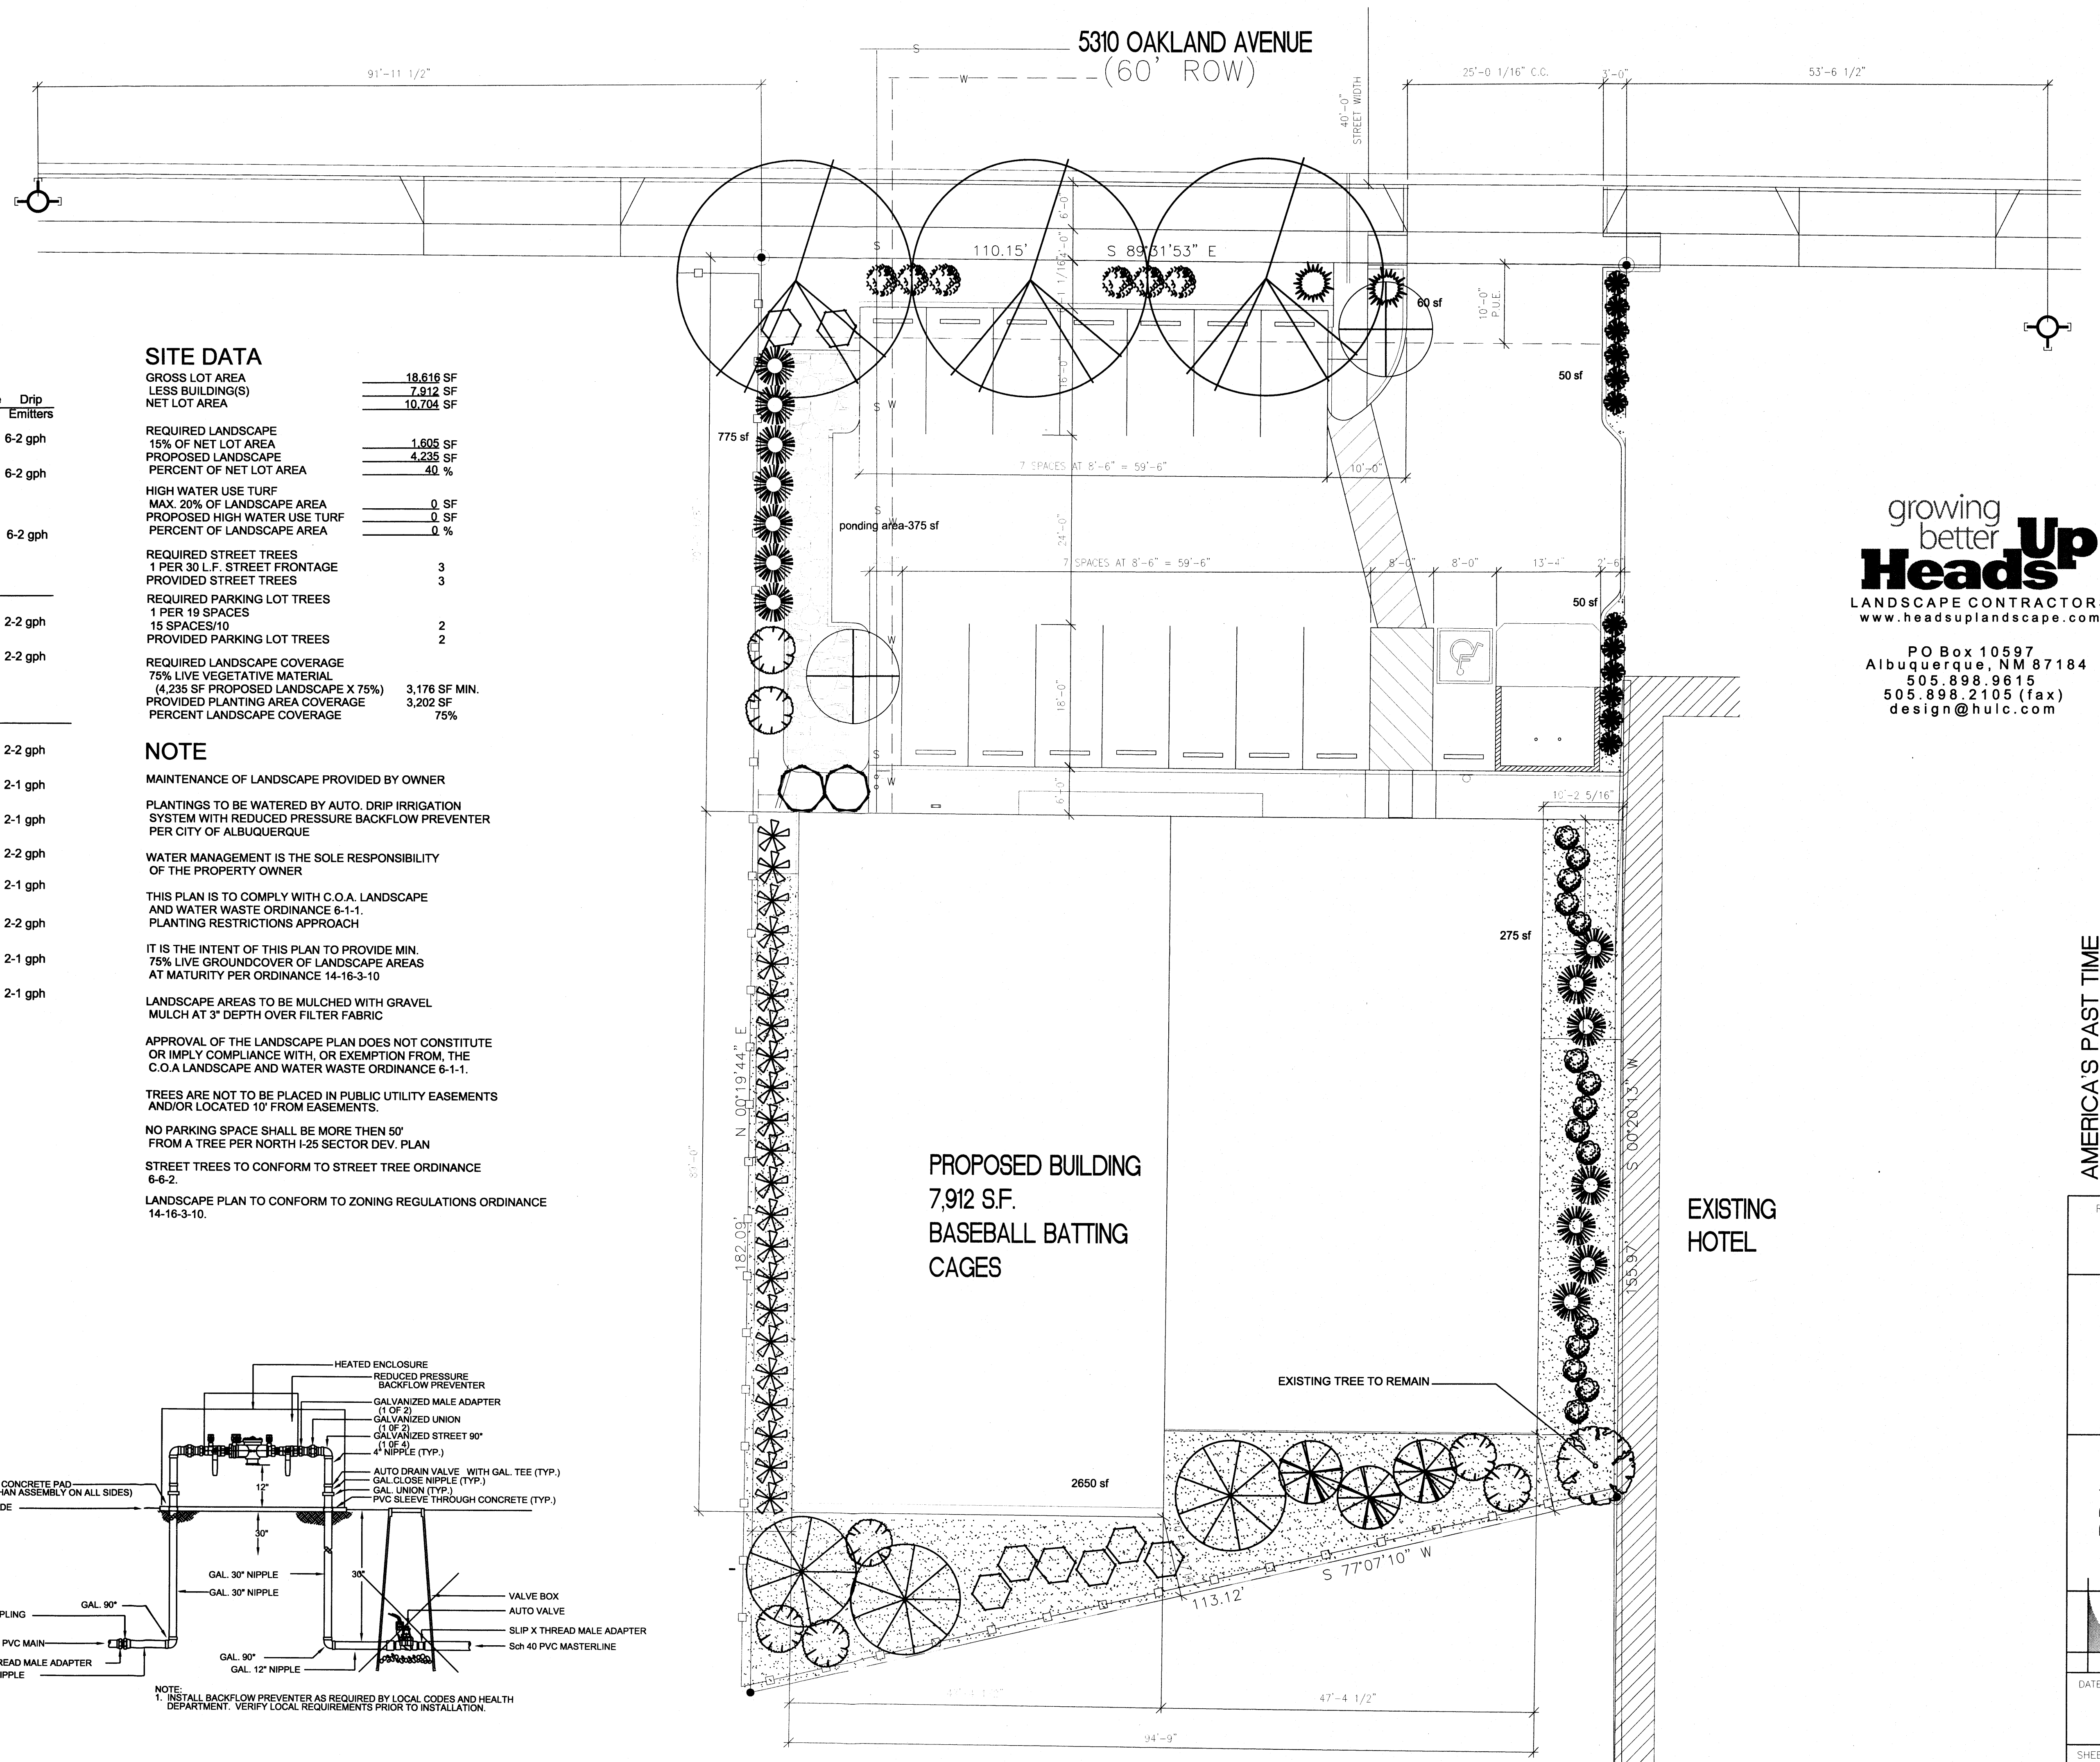 5310 OAKLAND AVENUE
(60' ROW)
91'-11 1/2"
25'-0 1/16" C.C.
3'-0"
53'-6 1/2"
40'-0"
STREET WIDTH
S
W
6'-0"
4'-0"
110.15'
S 89°31'53" E
60 sf
10'-0"
P.U.E.
16'-0"
50 sf
775 sf
7 SPACES AT 8'-6" = 59'-6"
10'-0"
ponding area-375 sf
24'-0"
7 SPACES AT 8'-6" = 59'-6"
8'-0"
8'-0"
13'-4"
2'-6"
50 sf
18'-0"
6'-0"
10'-2 5/16"
275 sf
N 00°19'44" E
182.09'
89'-0"
S 00°20'13" W
155.97'
PROPOSED BUILDING
7,912 S.F.
BASEBALL BATTING
CAGES
EXISTING
HOTEL
EXISTING TREE TO REMAIN
2650 sf
S 77°07'10" W
113.12'
47'-4 1/2"
94'-9"
Drip
Emitters
6-2 gph
6-2 gph
6-2 gph
2-2 gph
2-2 gph
2-2 gph
2-1 gph
2-1 gph
2-2 gph
2-1 gph
2-2 gph
2-1 gph
2-1 gph
SITE DATA
GROSS LOT AREA 18,616 SF
LESS BUILDING(S) 7,912 SF
NET LOT AREA 10,704 SF
REQUIRED LANDSCAPE
15% OF NET LOT AREA 1,605 SF
PROPOSED LANDSCAPE 4,235 SF
PERCENT OF NET LOT AREA 40 %
HIGH WATER USE TURF
MAX. 20% OF LANDSCAPE AREA 0 SF
PROPOSED HIGH WATER USE TURF 0 SF
PERCENT OF LANDSCAPE AREA 0 %
REQUIRED STREET TREES
1 PER 30 L.F. STREET FRONTAGE 3
PROVIDED STREET TREES 3
REQUIRED PARKING LOT TREES
1 PER 19 SPACES
15 SPACES/10 2
PROVIDED PARKING LOT TREES 2
REQUIRED LANDSCAPE COVERAGE
75% LIVE VEGETATIVE MATERIAL
(4,235 SF PROPOSED LANDSCAPE X 75%) 3,176 SF MIN.
PROVIDED PLANTING AREA COVERAGE 3,202 SF
PERCENT LANDSCAPE COVERAGE 75%
NOTE
MAINTENANCE OF LANDSCAPE PROVIDED BY OWNER
PLANTINGS TO BE WATERED BY AUTO. DRIP IRRIGATION
SYSTEM WITH REDUCED PRESSURE BACKFLOW PREVENTER
PER CITY OF ALBUQUERQUE
WATER MANAGEMENT IS THE SOLE RESPONSIBILITY
OF THE PROPERTY OWNER
THIS PLAN IS TO COMPLY WITH C.O.A. LANDSCAPE
AND WATER WASTE ORDINANCE 6-1-1.
PLANTING RESTRICTIONS APPROACH
IT IS THE INTENT OF THIS PLAN TO PROVIDE MIN.
75% LIVE GROUNDCOVER OF LANDSCAPE AREAS
AT MATURITY PER ORDINANCE 14-16-3-10
LANDSCAPE AREAS TO BE MULCHED WITH GRAVEL
MULCH AT 3" DEPTH OVER FILTER FABRIC
APPROVAL OF THE LANDSCAPE PLAN DOES NOT CONSTITUTE
OR IMPLY COMPLIANCE WITH, OR EXEMPTION FROM, THE
C.O.A LANDSCAPE AND WATER WASTE ORDINANCE 6-1-1.
TREES ARE NOT TO BE PLACED IN PUBLIC UTILITY EASEMENTS
AND/OR LOCATED 10' FROM EASEMENTS.
NO PARKING SPACE SHALL BE MORE THEN 50'
FROM A TREE PER NORTH I-25 SECTOR DEV. PLAN
STREET TREES TO CONFORM TO STREET TREE ORDINANCE
6-6-2.
LANDSCAPE PLAN TO CONFORM TO ZONING REGULATIONS ORDINANCE
14-16-3-10.
HEATED ENCLOSURE
REDUCED PRESSURE
BACKFLOW PREVENTER
GALVANIZED MALE ADAPTER
(1 OF 2)
GALVANIZED UNION
(1 OF 2)
GALVANIZED STREET 90°
(1 OF 4)
4" NIPPLE (TYP.)
AUTO DRAIN VALVE WITH GAL. TEE (TYP.)
GAL.CLOSE NIPPLE (TYP.)
GAL. UNION (TYP.)
PVC SLEEVE THROUGH CONCRETE (TYP.)
CONCRETE PAD
HAN ASSEMBLY ON ALL SIDES)
DE
12"
30"
30"
GAL. 30" NIPPLE
GAL. 30" NIPPLE
GAL. 90°
PLING
PVC MAIN
READ MALE ADAPTER
IPPLE
GAL. 90°
GAL. 12" NIPPLE
VALVE BOX
AUTO VALVE
SLIP X THREAD MALE ADAPTER
Sch 40 PVC MASTERLINE
NOTE:
1. INSTALL BACKFLOW PREVENTER AS REQUIRED BY LOCAL CODES AND HEALTH
DEPARTMENT. VERIFY LOCAL REQUIREMENTS PRIOR TO INSTALLATION.
growing
better
Heads Up
LANDSCAPE CONTRACTOR
www.headsuplandscape.com
PO Box 10597
Albuquerque, NM 87184
505.898.9615
505.898.2105 (fax)
design@hulc.com
AMERICA'S PAST TIME
DATE
SHE